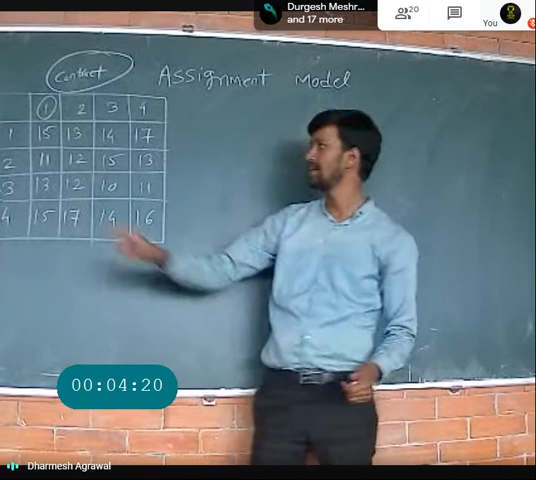 Durgesh Meshr...
and 17 more
20
You
Contract Assignment Model
1 2 3 4
1 15 13 14 17
2 11 12 15 13
3 13 12 10 11
4 15 17 14 16
00:04:20
Dharmesh Agrawal